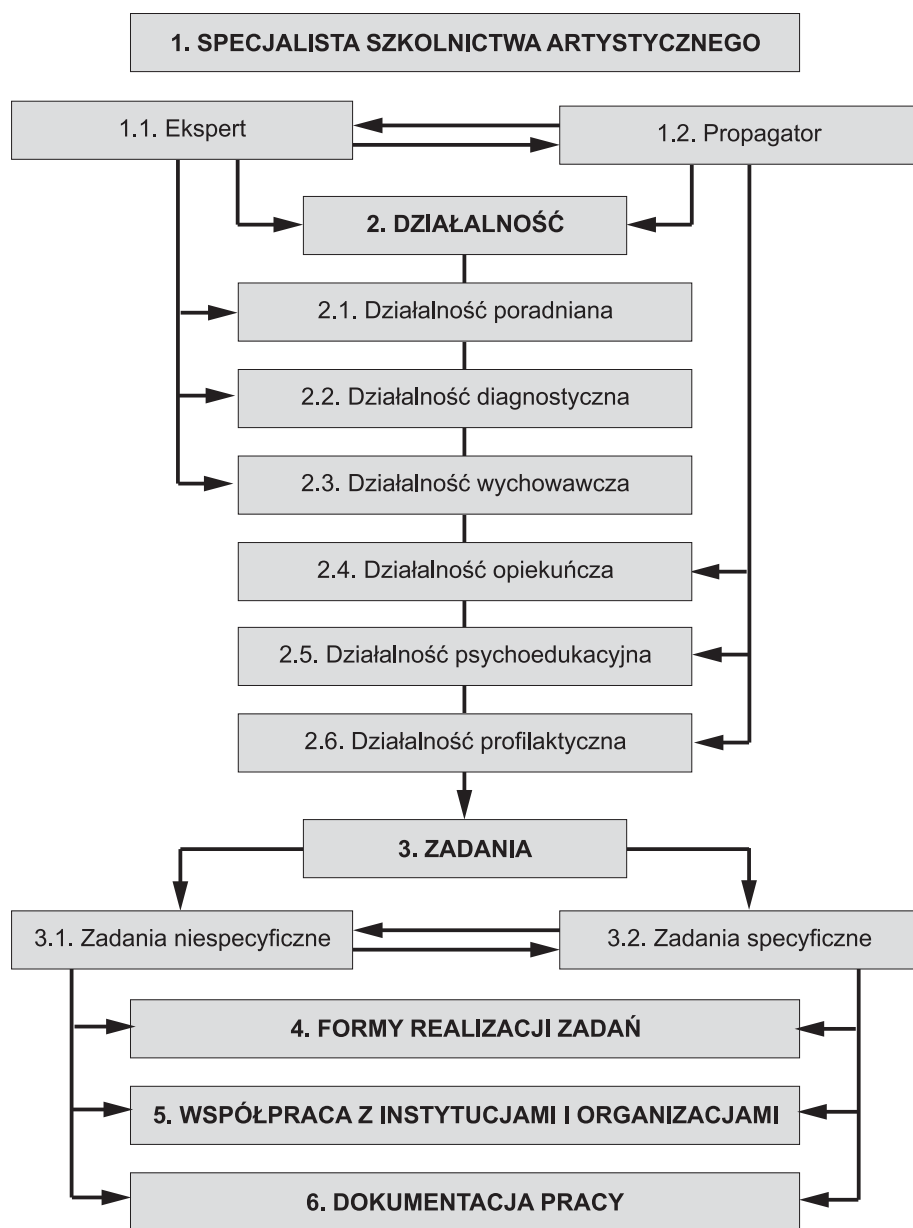 1. SPECJALISTA SZKOLNICTWA ARTYSTYCZNEGO
1.1. Ekspert
1.2. Propagator
2. DZIAŁALNOŚĆ
2.1. Działalność poradniana
2.2. Działalność diagnostyczna
2.3. Działalność wychowawcza
2.4. Działalność opiekuńcza
2.5. Działalność psychoedukacyjna
2.6. Działalność profilaktyczna
3. ZADANIA
3.1. Zadania niespecyficzne
3.2. Zadania specyficzne
4. FORMY REALIZACJI ZADAŃ
5. WSPÓŁPRACA Z INSTYTUCJAMI I ORGANIZACJAMI
6. DOKUMENTACJA PRACY